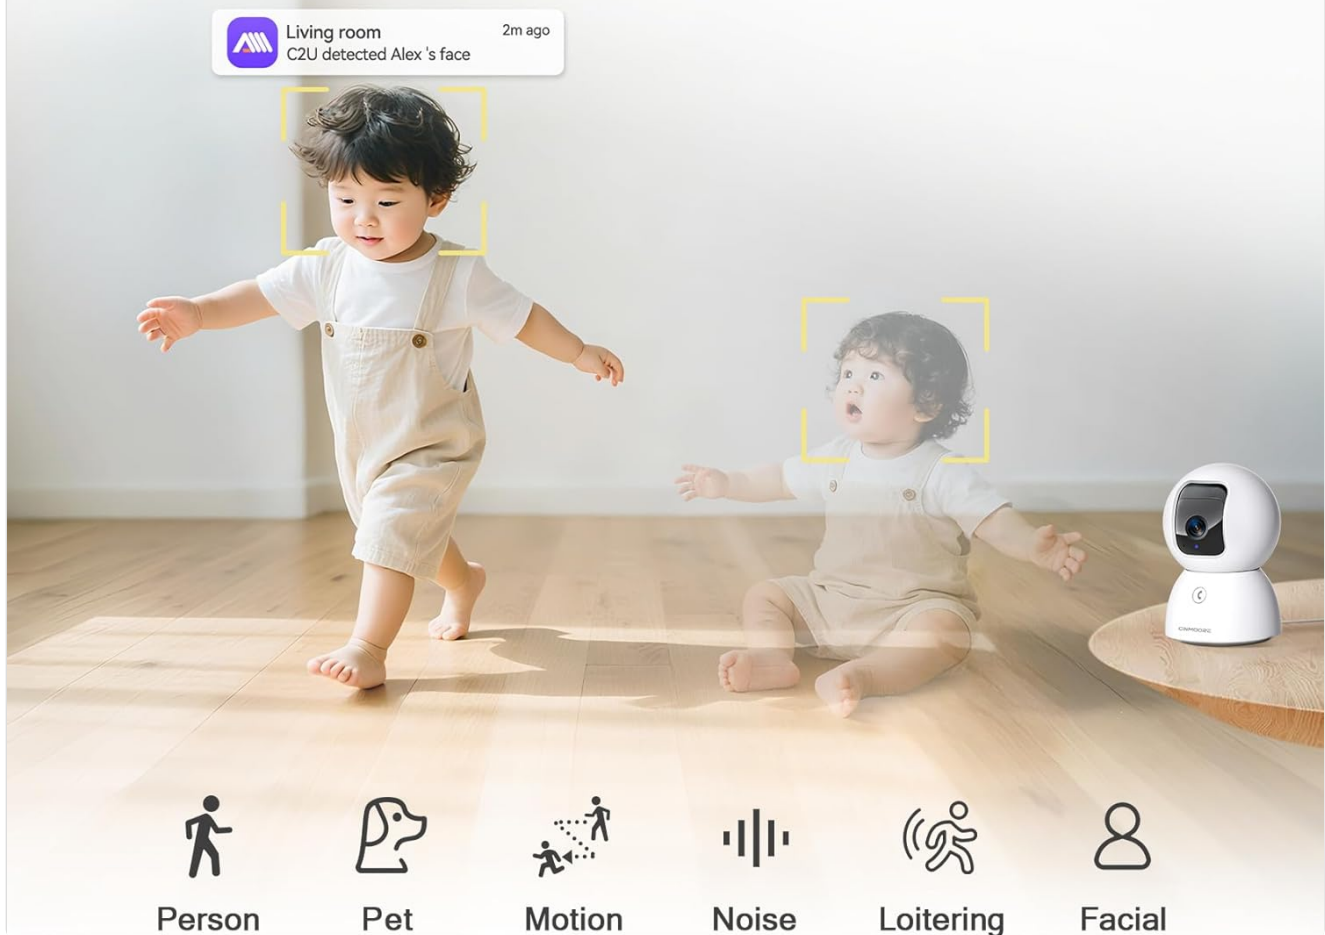 Living room
2m ago
C2U detected Alex 's face
Person
Pet
Motion
Noise
Loitering
Facial